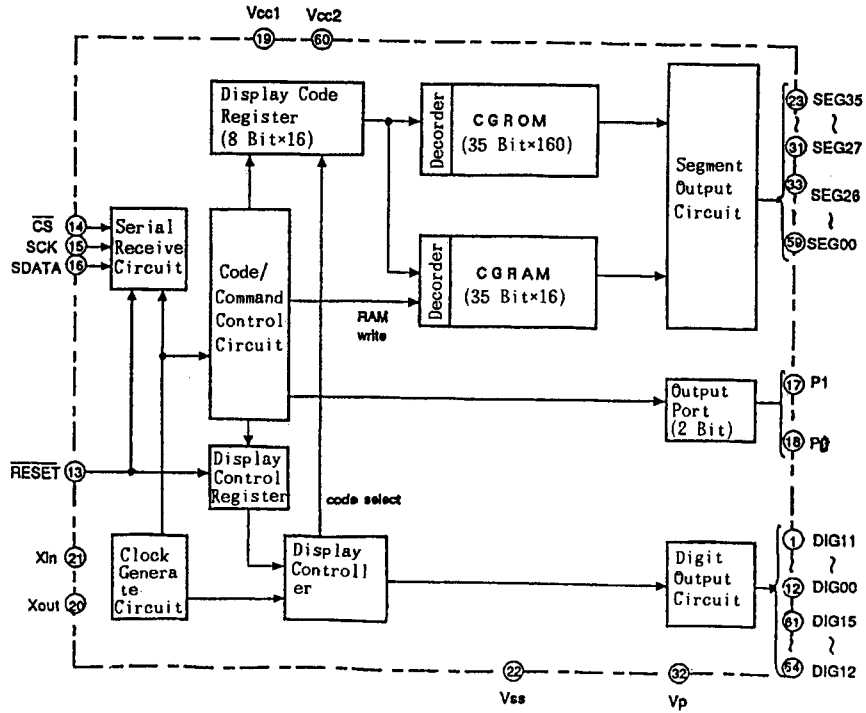 Vcc1 Vcc2
19 60
Display Code
Register
(8 Bit×16)
Decorder
CGROM
(35 Bit×160)
Segment
Output
Circuit
23 SEG35
31 SEG27
33 SEG26
59 SEG00
CS 14
SCK 15
SDATA 16
Serial
Receive
Circuit
Code/
Command
Control
Circuit
RAM
write
Decorder
CGRAM
(35 Bit×16)
Output
Port
(2 Bit)
17 P1
18 P0
RESET 13
Display
Control
Register
code select
Xin 21
Xout 20
Clock
Genera
te
Circuit
Display
Controll
er
Digit
Output
Circuit
1 DIG11
12 DIG00
61 DIG15
64 DIG12
22
Vss
32
Vp